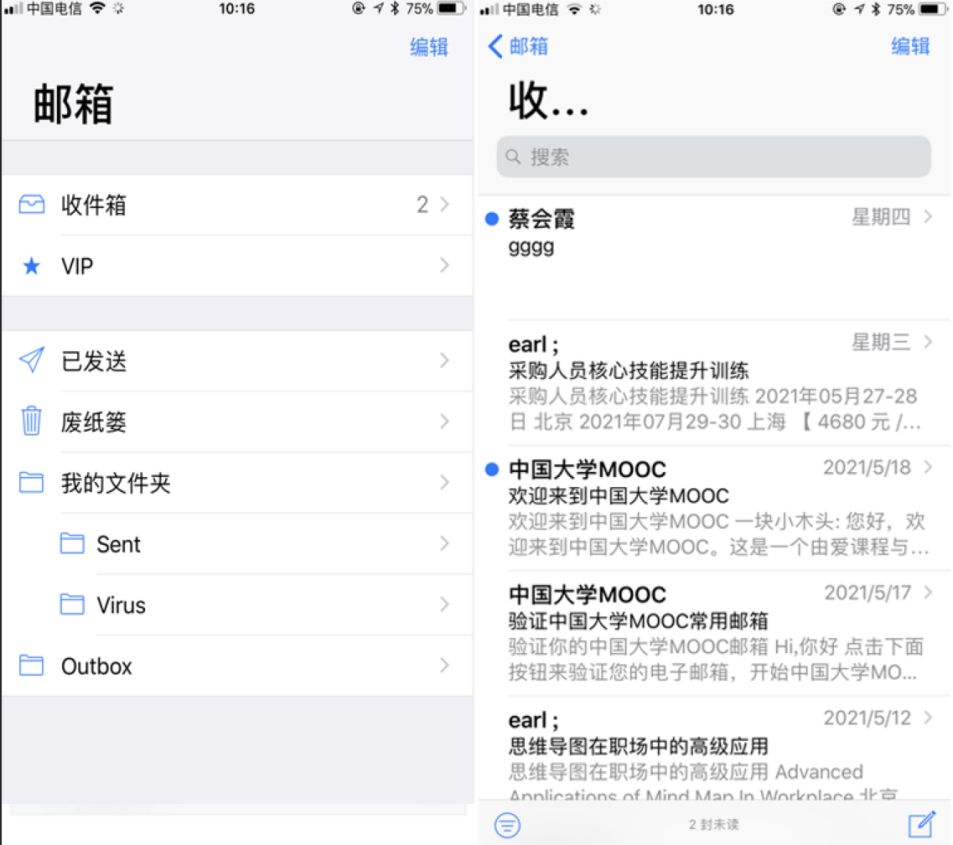 中国电信 10:16 75%
编辑
邮箱
收件箱 2
VIP
已发送
废纸篓
我的文件夹
Sent
Virus
Outbox
中国电信 10:16 75%
邮箱 编辑
收...
搜索
蔡会霞 星期四
gggg
earl ; 星期三
采购人员核心技能提升训练
采购人员核心技能提升训练 2021年05月27-28
日 北京 2021年07月29-30 上海 【 4680 元 /...
中国大学MOOC 2021/5/18
欢迎来到中国大学MOOC
欢迎来到中国大学MOOC 一块小木头: 您好，欢
迎来到中国大学MOOC。这是一个由爱课程与...
中国大学MOOC 2021/5/17
验证中国大学MOOC常用邮箱
验证你的中国大学MOOC邮箱 Hi,你好 点击下面
按钮来验证您的电子邮箱，开始中国大学MO...
earl ; 2021/5/12
思维导图在职场中的高级应用
思维导图在职场中的高级应用 Advanced
Applications of Mind Map In Workplace 北京
2 封未读